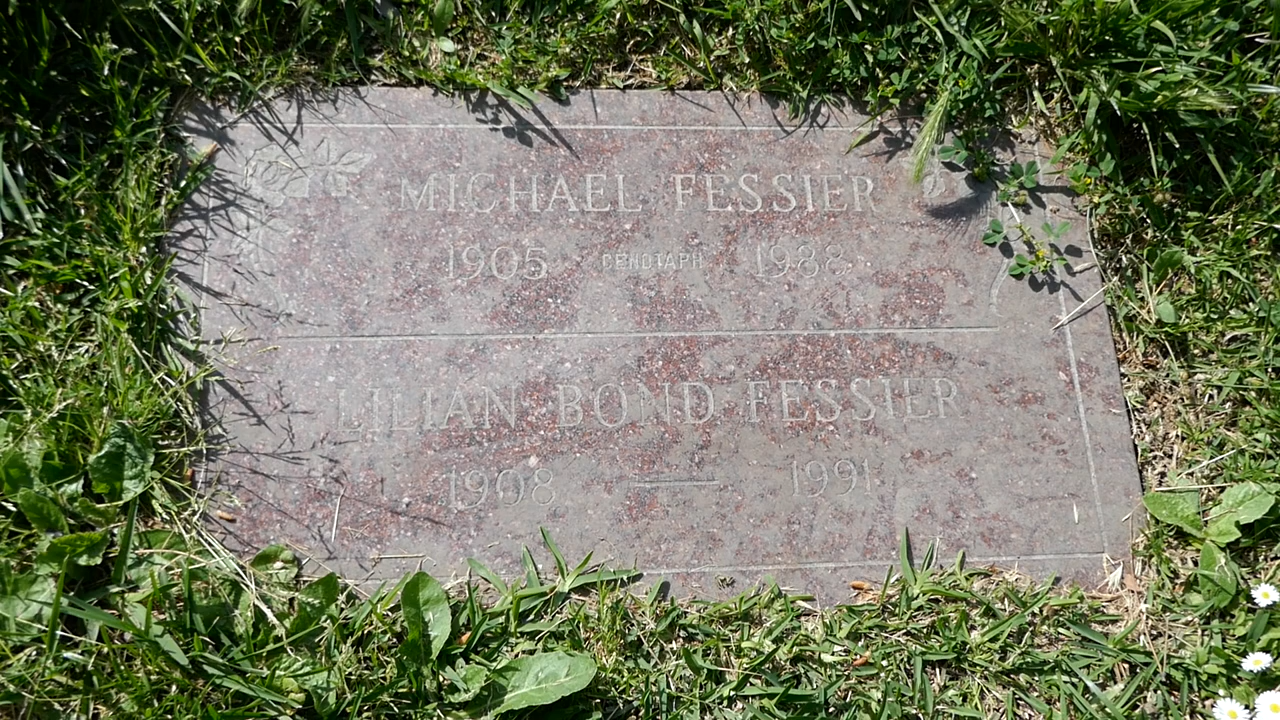 MICHAEL FESSIER
1905 CENOTAPH 1988
LILIAN BOND FESSIER
1908 — 1991